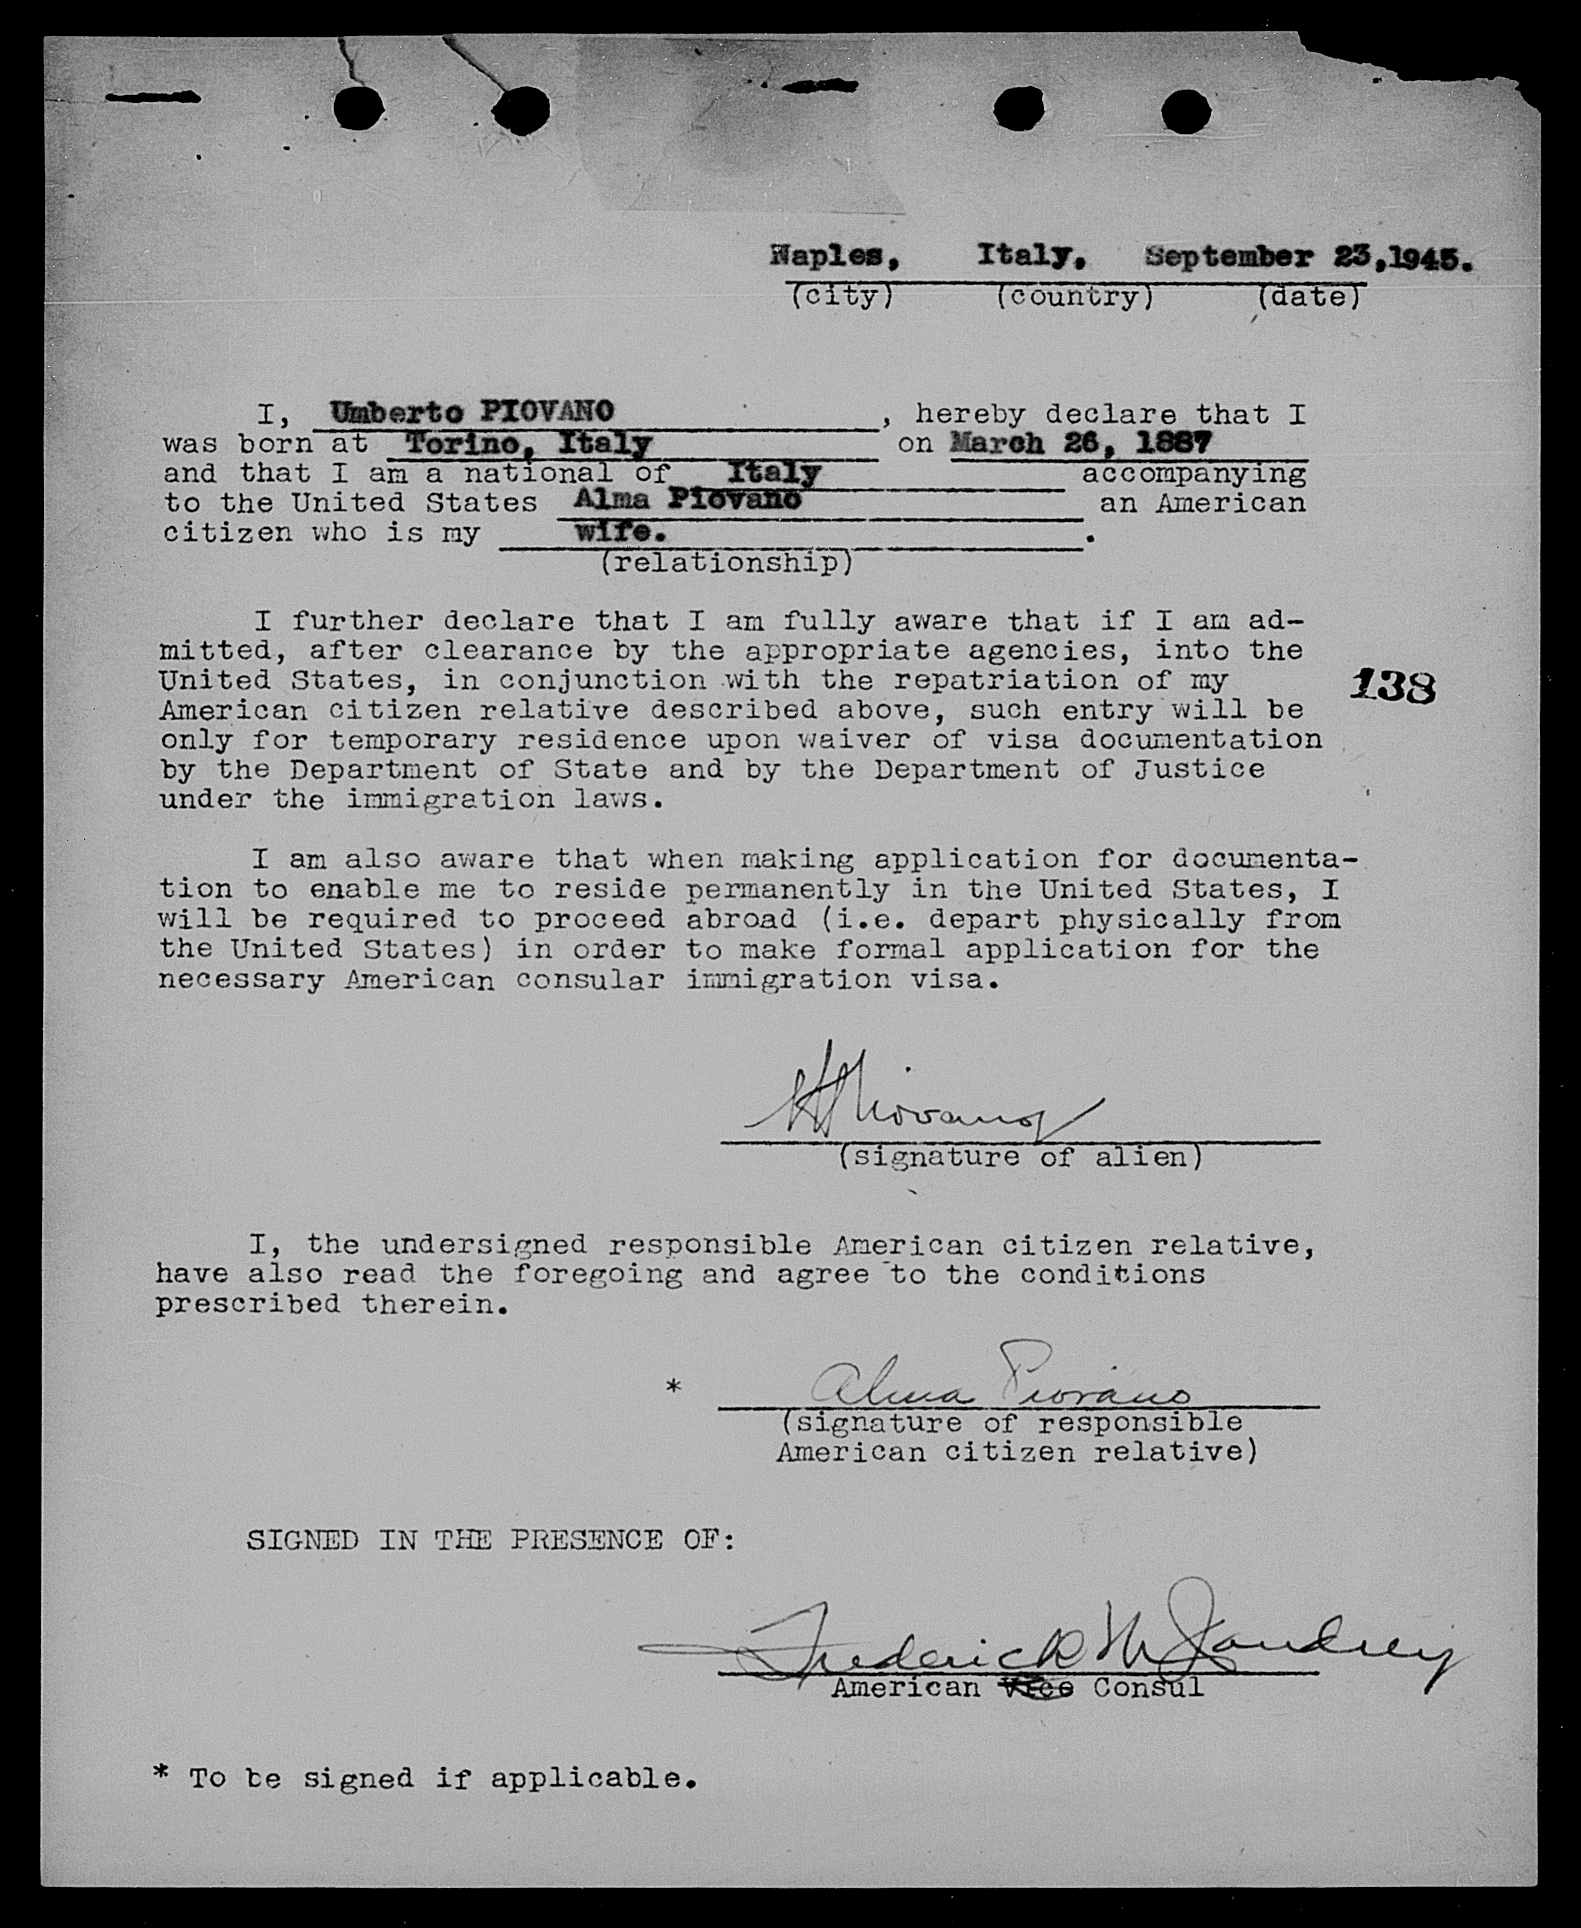 Naples, Italy, September 23,1945.
(city) (country) (date)
I, Umberto PIOVANO, hereby declare that I
was born at Torino, Italy on March 26, 1887
and that I am a national of Italy accompanying
to the United States Alma Piovano an American
citizen who is my wife.
(relationship)
I further declare that I am fully aware that if I am ad-
mitted, after clearance by the appropriate agencies, into the
United States, in conjunction with the repatriation of my
138
American citizen relative described above, such entry will be
only for temporary residence upon waiver of visa documentation
by the Department of State and by the Department of Justice
under the immigration laws.
I am also aware that when making application for documenta-
tion to enable me to reside permanently in the United States, I
will be required to proceed abroad (i.e. depart physically from
the United States) in order to make formal application for the
necessary American consular immigration visa.
Piovano
(signature of alien)
I, the undersigned responsible American citizen relative,
have also read the foregoing and agree to the conditions
prescribed therein.
* Alma Piovano
(signature of responsible
American citizen relative)
SIGNED IN THE PRESENCE OF:
Frederick
American Vice Consul
* To be signed if applicable.